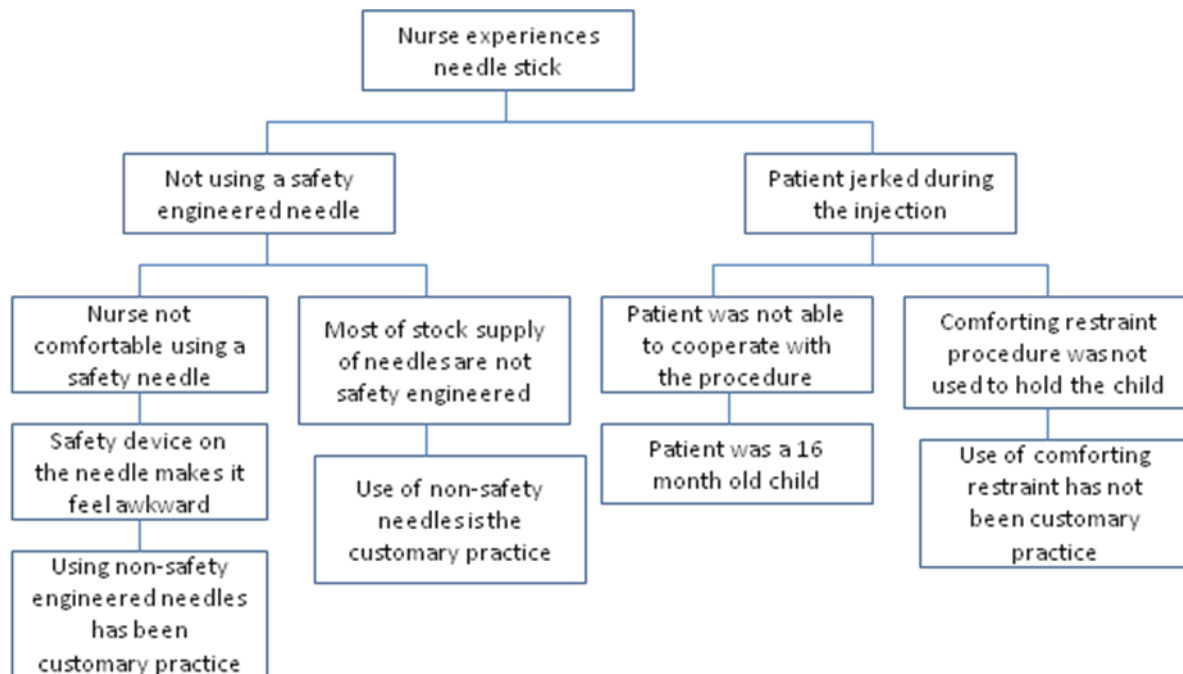 Nurse experiences
needle stick
Not using a safety
engineered needle
Patient jerked during
the injection
Nurse not
comfortable using a
safety needle
Most of stock supply
of needles are not
safety engineered
Patient was not able
to cooperate with
the procedure
Comforting restraint
procedure was not
used to hold the child
Safety device on
the needle makes it
feel awkward
Use of non-safety
needles is the
customary practice
Patient was a 16
month old child
Use of comforting
restraint has not
been customary
practice
Using non-safety
engineered needles
has been
customary practice